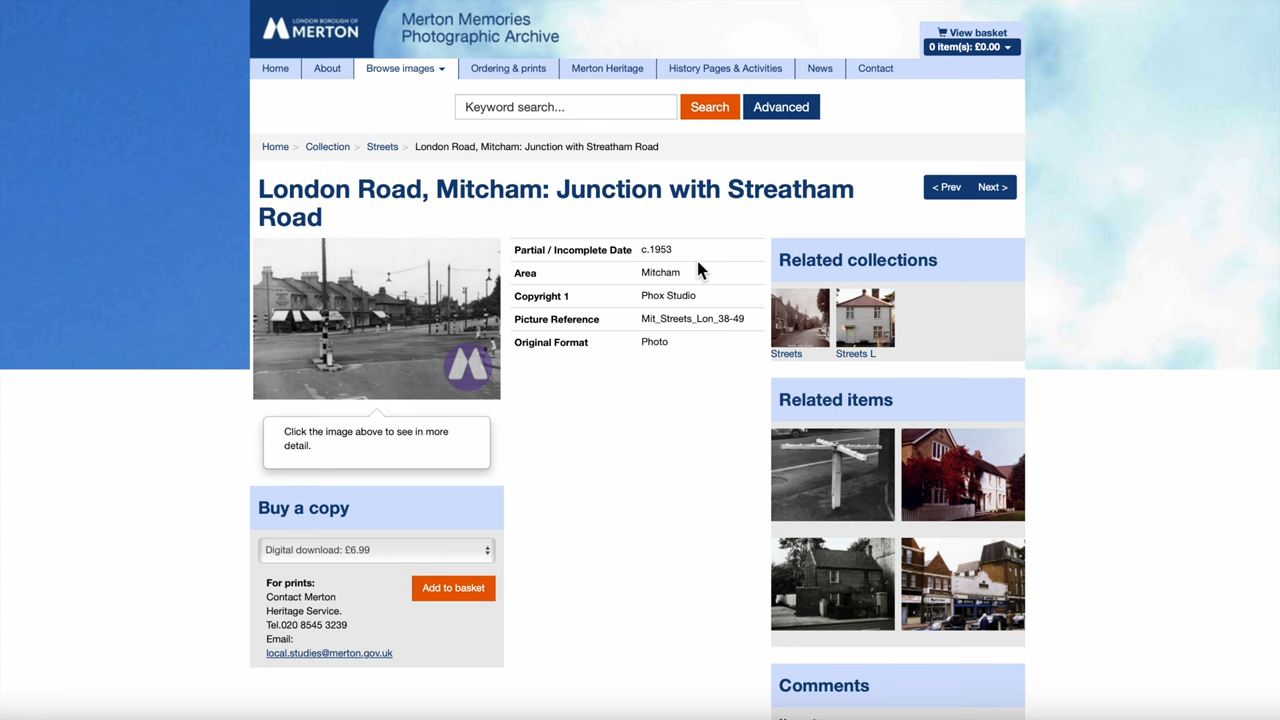 LONDON BOROUGH OF
MERTON
Merton Memories
Photographic Archive
View basket
0 item(s): £0.00
Home
About
Browse images
Ordering & prints
Merton Heritage
History Pages & Activities
News
Contact
Keyword search...
Search
Advanced
Home > Collection > Streets > London Road, Mitcham: Junction with Streatham Road
London Road, Mitcham: Junction with Streatham
Road
< Prev
Next >
Partial / Incomplete Date c.1953
Area Mitcham
Copyright 1 Phox Studio
Picture Reference Mit_Streets_Lon_38-49
Original Format Photo
Click the image above to see in more
detail.
Buy a copy
Digital download: £6.99
For prints:
Contact Merton
Heritage Service.
Tel.020 8545 3239
Email:
local.studies@merton.gov.uk
Add to basket
Related collections
Streets
Streets L
Related items
Comments